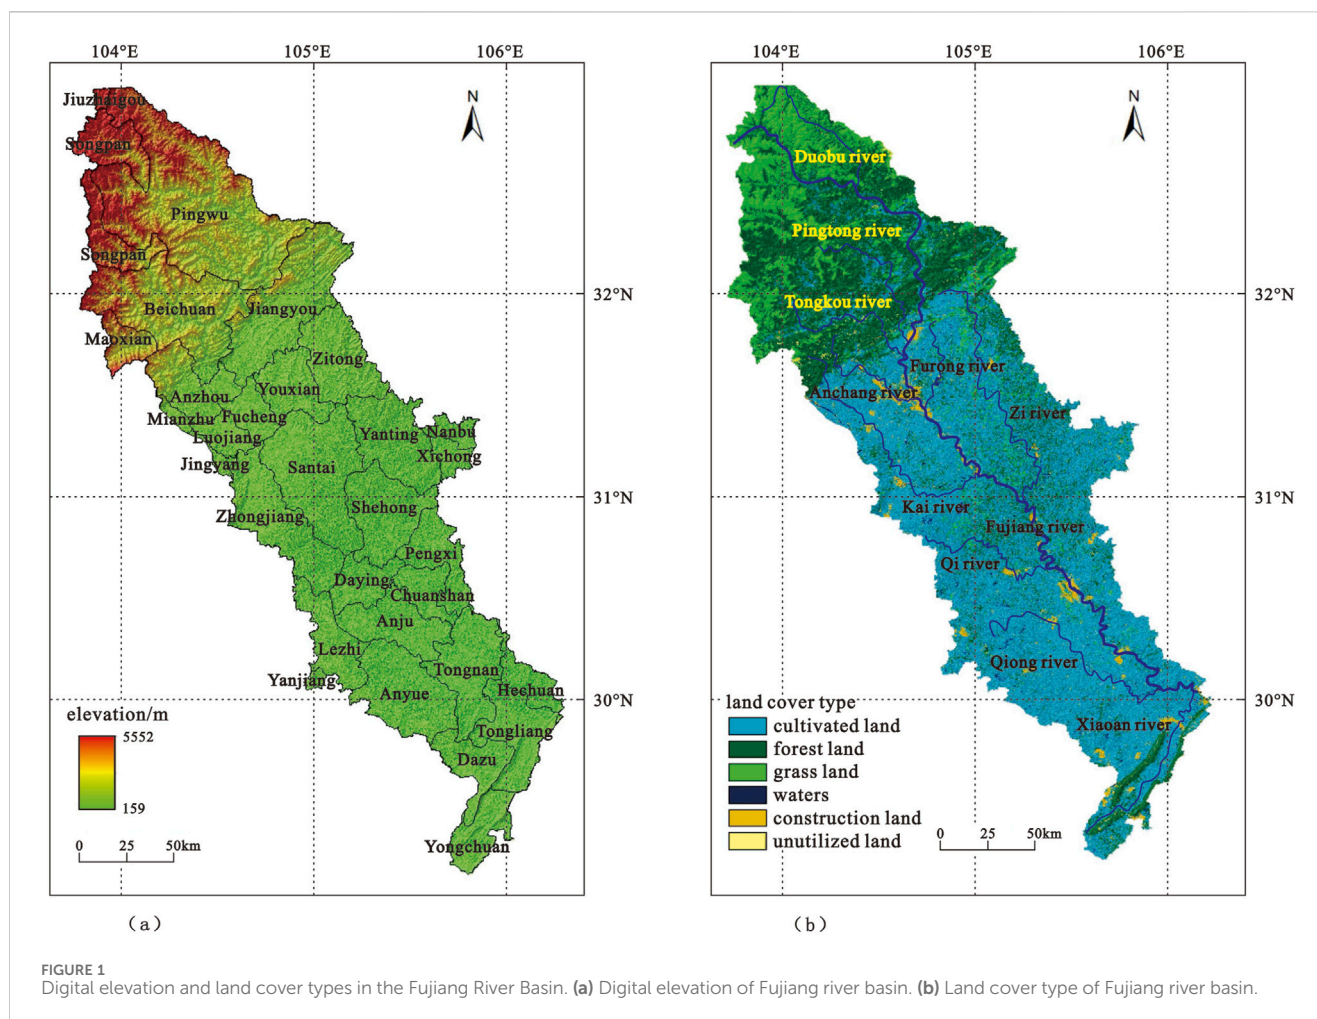 104°E 105°E 106°E
N
Jiuzhaigou
Songpan
Pingwu
Songpan
Beichuan
Jiangyou
Maoxian
Zitong
Youxian
Anzhou
Mianzhu
Fucheng
Luojiang
Yanting
Nanbu
Xichong
Jingyang
Santai
Shehong
Zhongjiang
Pengxi
Daying
Chuanshan
Anju
Lezhi
Tongnan
Yanjiang
Anyue
Hechuan
Tongliang
Dazu
Yongchuan
32°N
31°N
30°N
elevation/m
5552
159
0 25 50km
(a)
104°E 105°E 106°E
N
Duobu river
Pingtong river
Tongkou river
Furong river
Anchang river
Zi river
Kai river
Fujiang river
Qi river
Qiong river
Xiaoan river
32°N
31°N
30°N
land cover type
cultivated land
forest land
grass land
waters
construction land
unutilized land
0 25 50km
(b)
FIGURE 1
Digital elevation and land cover types in the Fujiang River Basin. (a) Digital elevation of Fujiang river basin. (b) Land cover type of Fujiang river basin.